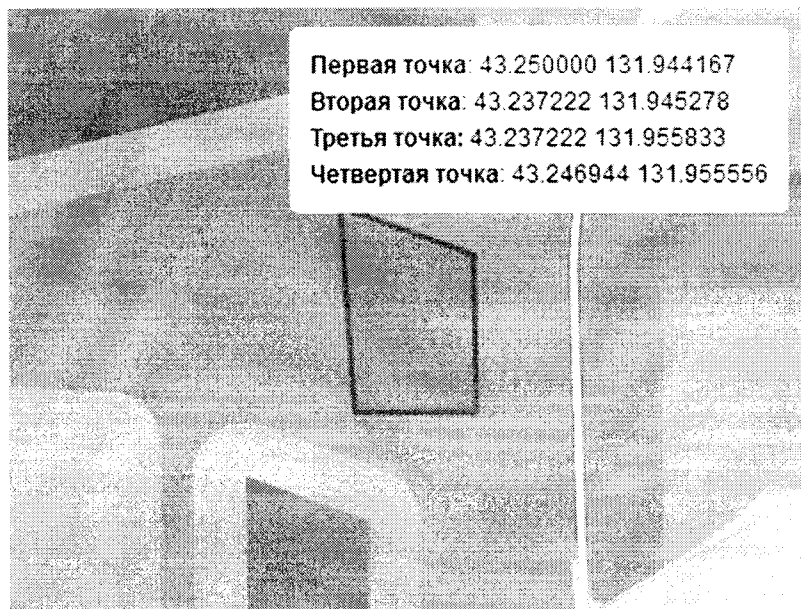 Первая точка: 43.250000 131.944167
Вторая точка: 43.237222 131.945278
Третья точка: 43.237222 131.955833
Четвертая точка: 43.246944 131.955556